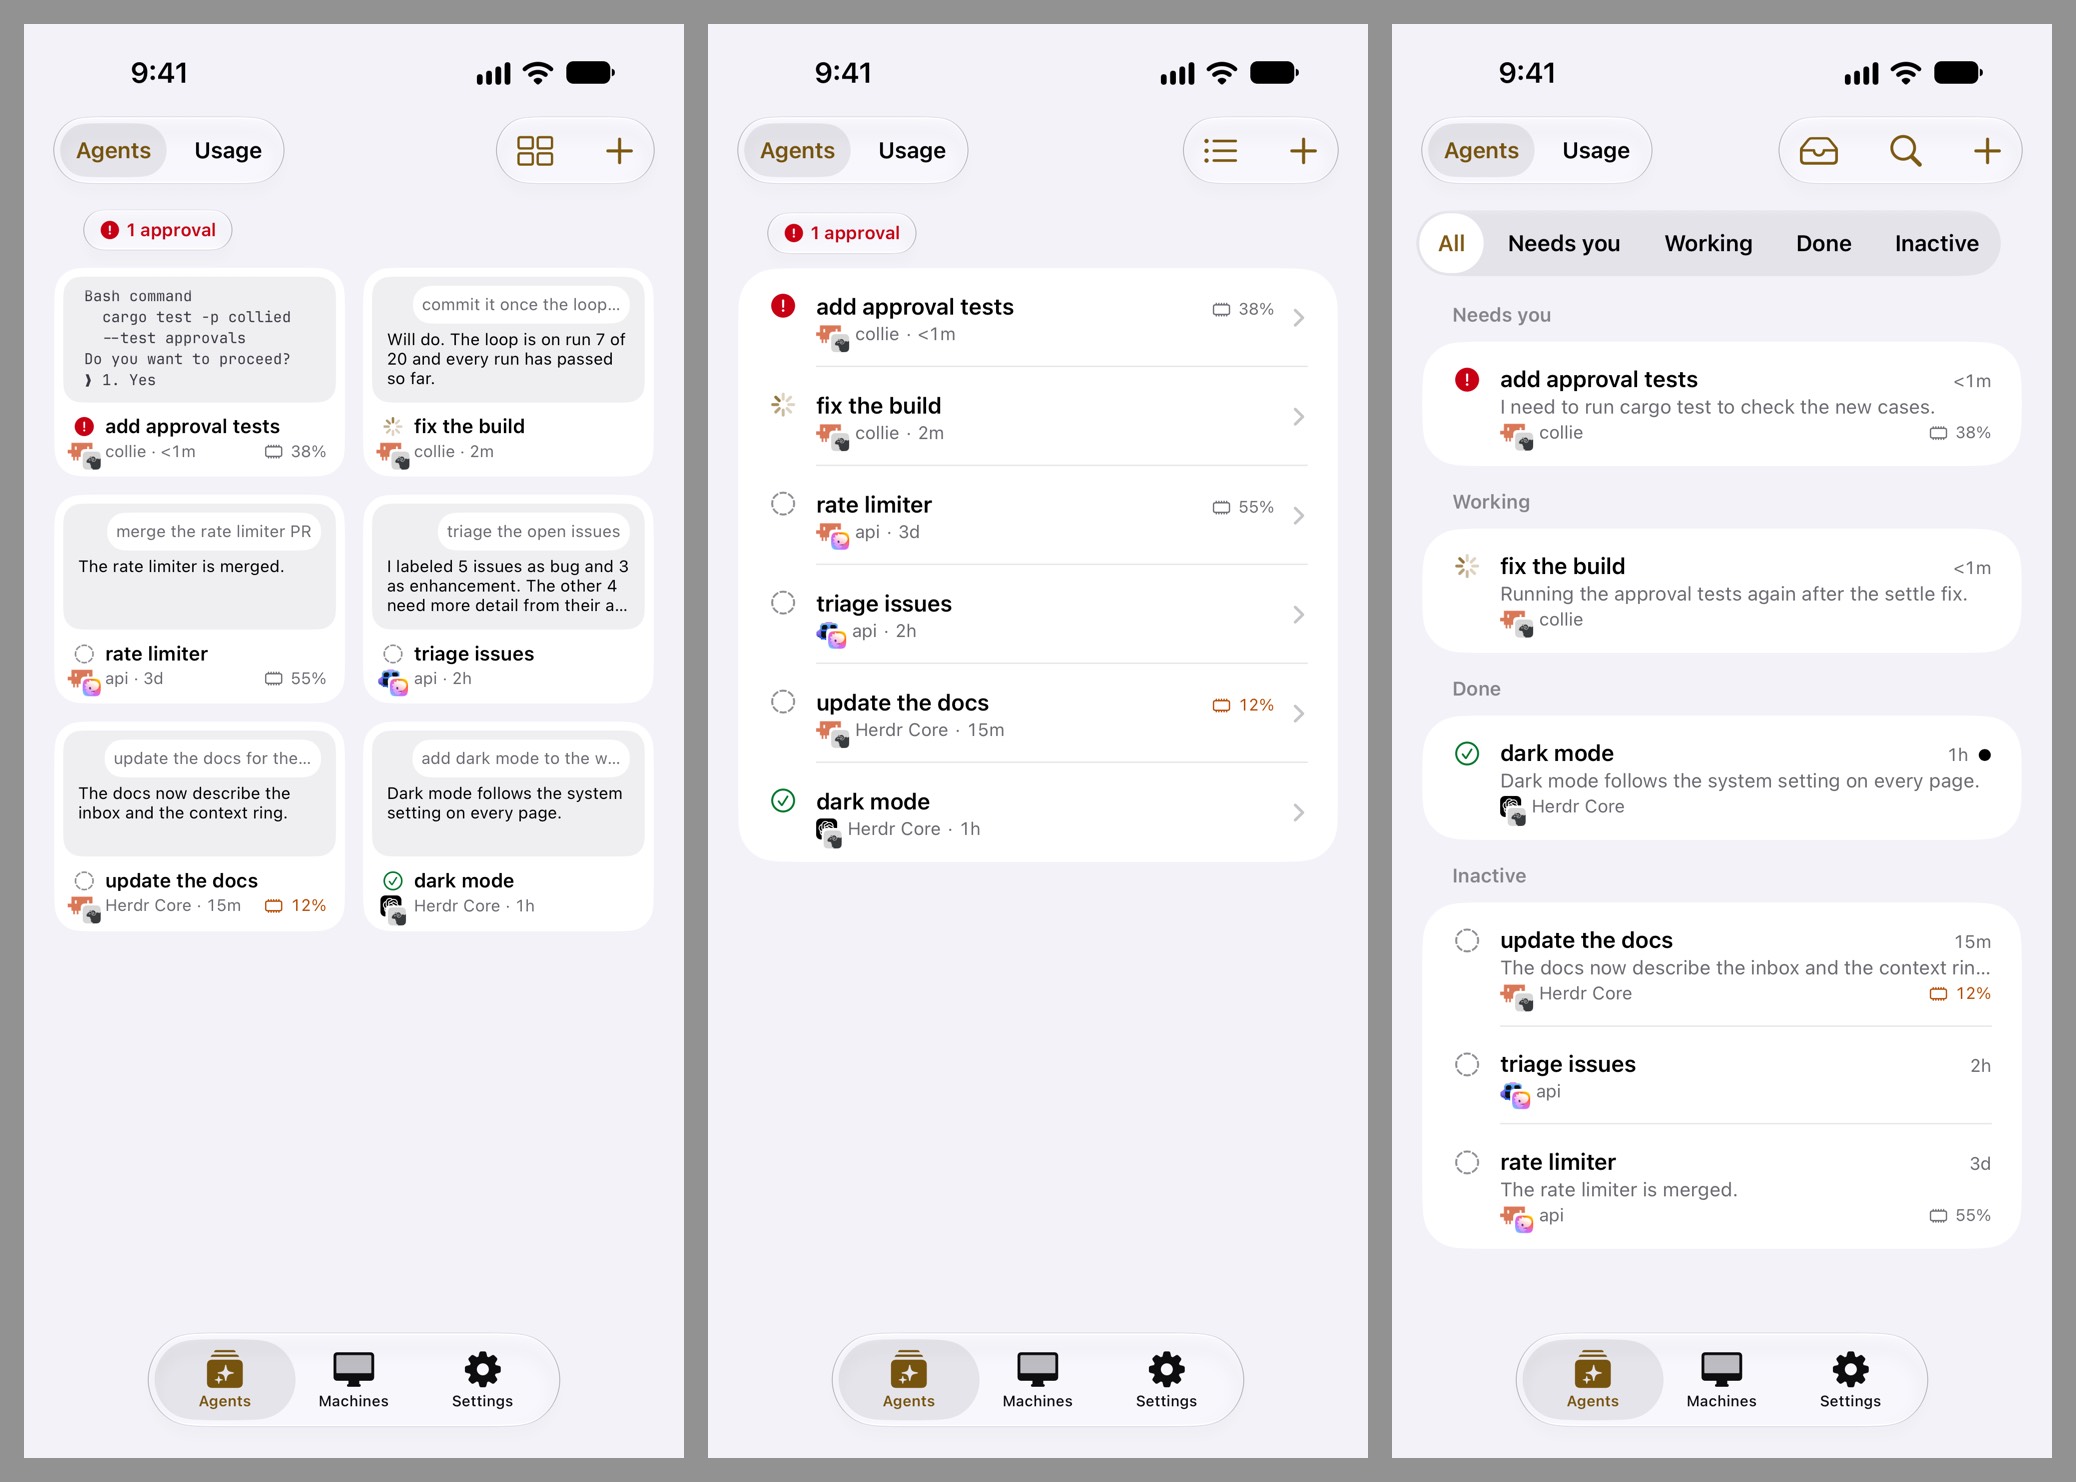 9:41
Agents
Usage
1 approval
Bash command
cargo test -p collied
--test approvals
Do you want to proceed?
❯ 1. Yes
add approval tests
collie · <1m
38%
commit it once the loop...
Will do. The loop is on run 7 of
20 and every run has passed
so far.
fix the build
collie · 2m
merge the rate limiter PR
The rate limiter is merged.
rate limiter
api · 3d
55%
triage the open issues
I labeled 5 issues as bug and 3
as enhancement. The other 4
need more detail from their a...
triage issues
api · 2h
update the docs for the...
The docs now describe the
inbox and the context ring.
update the docs
Herdr Core · 15m
12%
add dark mode to the w...
Dark mode follows the system
setting on every page.
dark mode
Herdr Core · 1h
Agents
Machines
Settings
9:41
Agents
Usage
1 approval
add approval tests
38%
collie · <1m
fix the build
collie · 2m
rate limiter
55%
api · 3d
triage issues
api · 2h
update the docs
12%
Herdr Core · 15m
dark mode
Herdr Core · 1h
Agents
Machines
Settings
9:41
Agents
Usage
All
Needs you
Working
Done
Inactive
Needs you
add approval tests
<1m
I need to run cargo test to check the new cases.
collie
38%
Working
fix the build
<1m
Running the approval tests again after the settle fix.
collie
Done
dark mode
1h
Dark mode follows the system setting on every page.
Herdr Core
Inactive
update the docs
15m
The docs now describe the inbox and the context rin...
Herdr Core
12%
triage issues
2h
api
rate limiter
3d
The rate limiter is merged.
api
55%
Agents
Machines
Settings